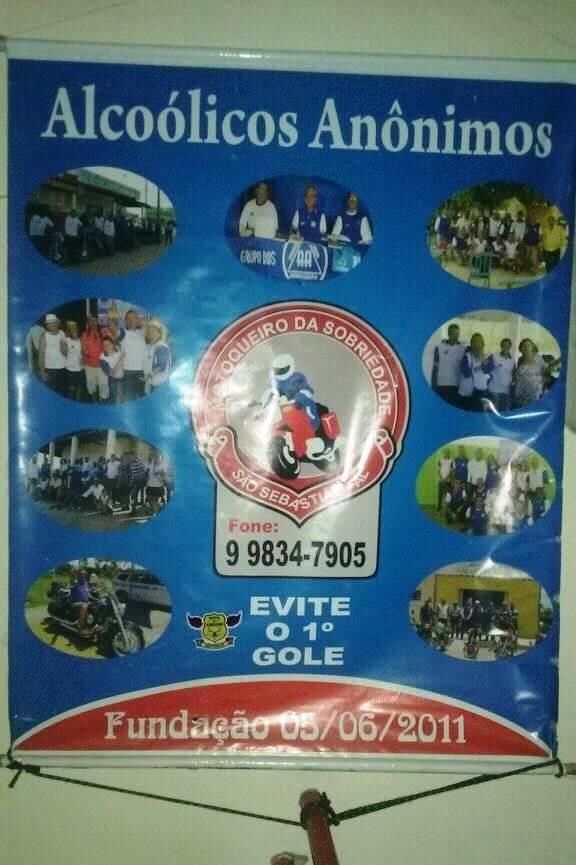 Alcoólicos Anônimos
GRUPO DOS
AA
MOTOQUEIRO DA SOBRIEDADE
SÃO SEBASTIÃO AL
Fone:
9 9834-7905
EVITE
O 1º
GOLE
Fundação 05/06/2011